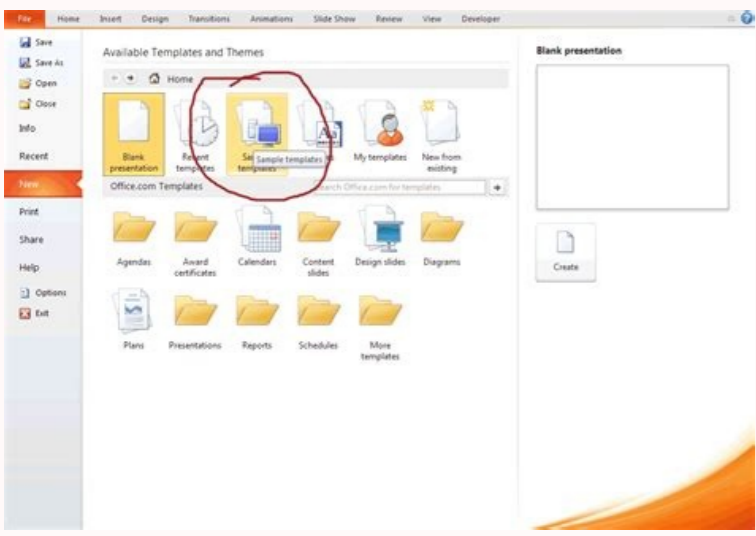 File Home Insert Design Transitions Animations Slide Show Review View Developer
Save
Save As
Open
Close
Info
Recent
New
Print
Share
Help
Options
Exit
Available Templates and Themes
Home
Blank presentation
Recent templates
Sample templates
My templates
New from existing
Office.com Templates
Search Office.com for templates
Agendas
Award certificates
Calendars
Content slides
Design slides
Diagrams
Plans
Presentations
Reports
Schedules
More templates
Blank presentation
Create